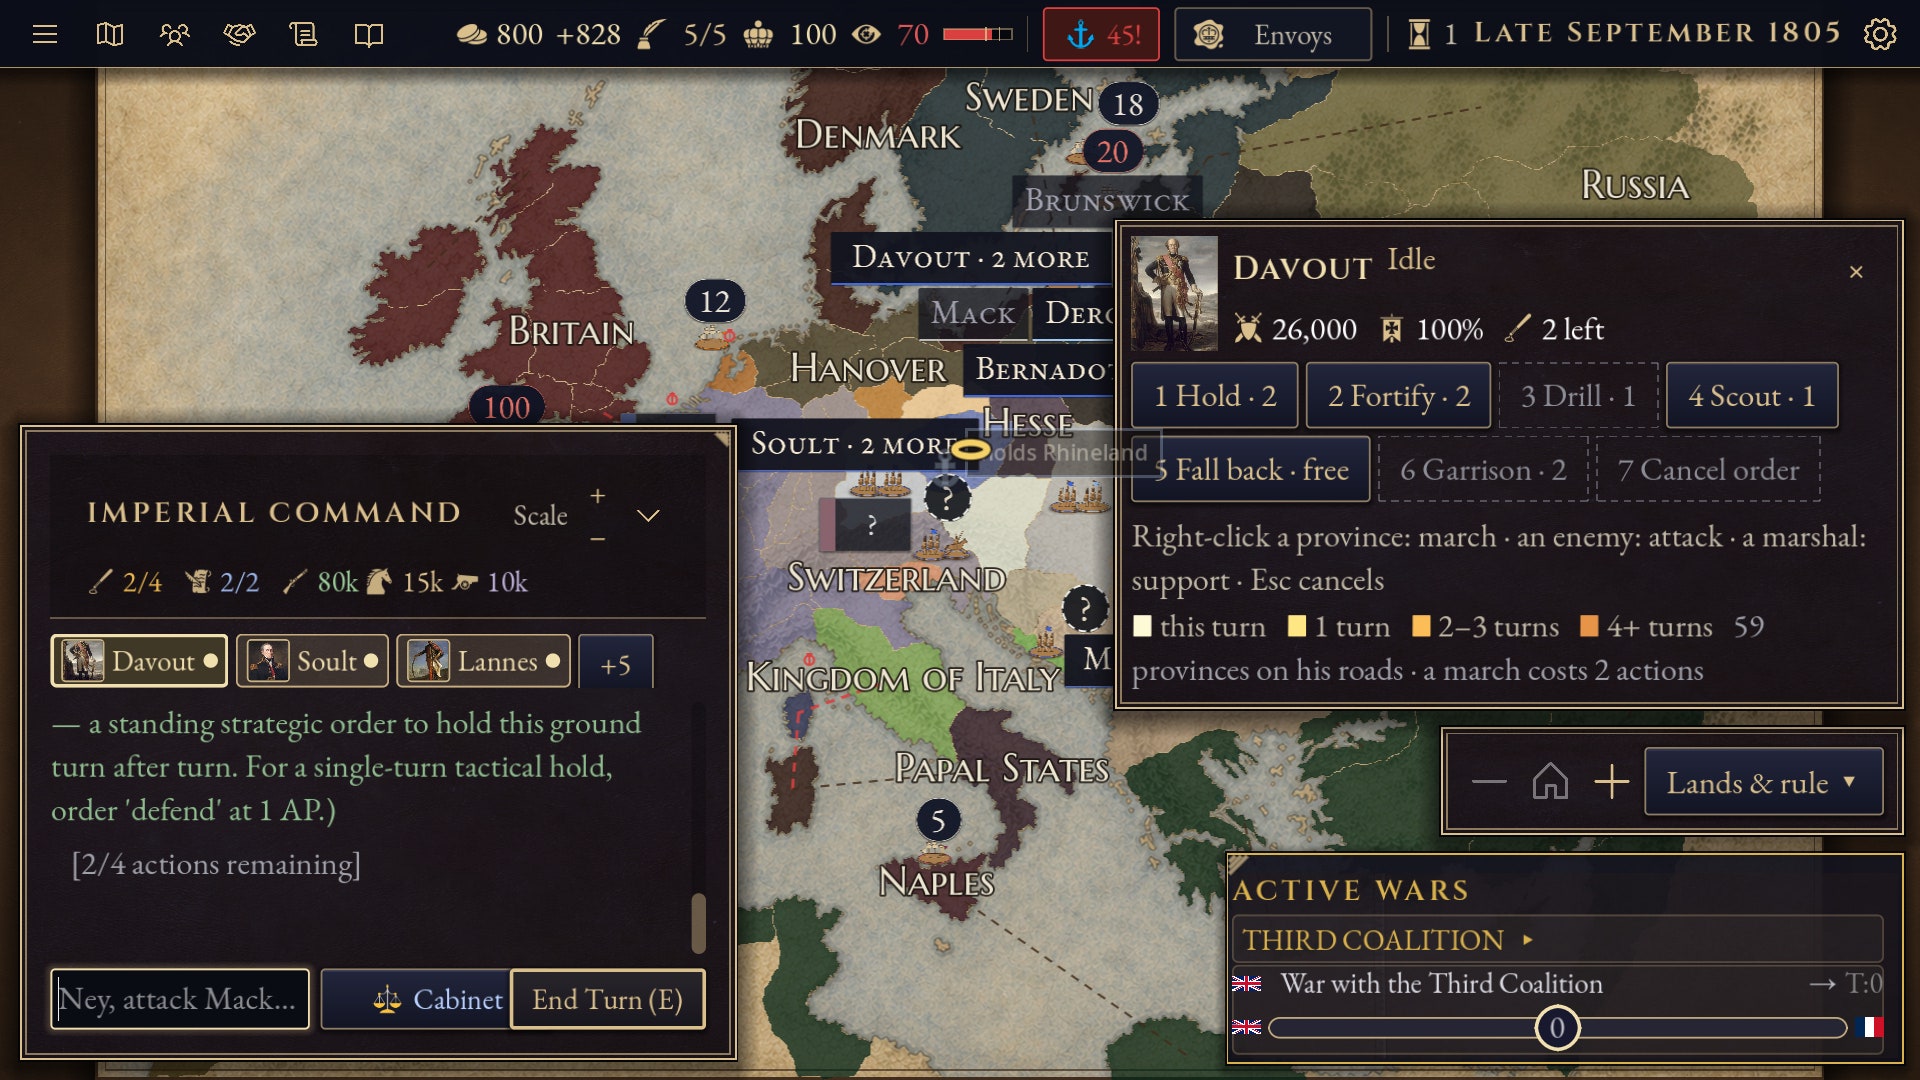 800 +828
5/5
100
70
45!
Envoys
1 Late September 1805
Sweden
18
Denmark
20
Brunswick
Russia
Davout · 2 more
12
Mack
Britain
Hanover
100
Hesse
Soult · 2 more
olds Rhineland
?
?
Switzerland
?
M
Kingdom of Italy
Papal States
5
Naples
Davout Idle
×
26,000
100%
2 left
1 Hold · 2
2 Fortify · 2
3 Drill · 1
4 Scout · 1
5 Fall back · free
6 Garrison · 2
7 Cancel order
Right-click a province: march · an enemy: attack · a marshal:
support · Esc cancels
this turn
1 turn
2–3 turns
4+ turns
59
provinces on his roads · a march costs 2 actions
Imperial Command
Scale
+
−
2/4
2/2
80k
15k
10k
Davout
Soult
Lannes
+5
— a standing strategic order to hold this ground
turn after turn. For a single-turn tactical hold,
order 'defend' at 1 AP.)
[2/4 actions remaining]
Ney, attack Mack...
Cabinet
End Turn (E)
Lands & rule
Active Wars
THIRD COALITION
War with the Third Coalition
→ T:0
0